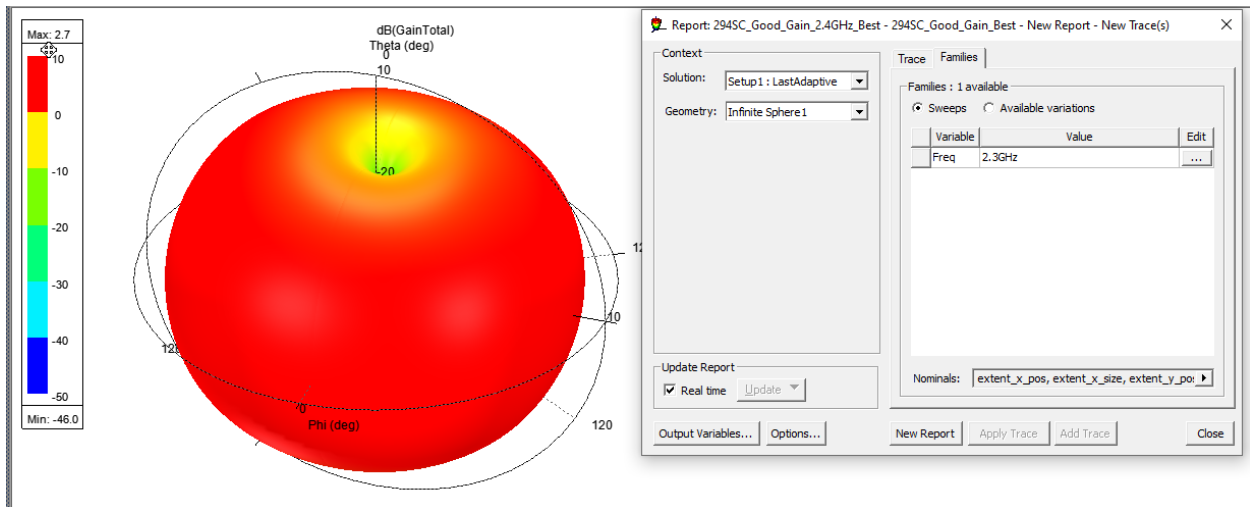 Max: 2.7
10
0
-10
-20
-30
-40
-50
Min: -46.0
dB(GainTotal)
Theta (deg)
0
10
-20
-10
120
Phi (deg)
Report: 294SC_Good_Gain_2.4GHz_Best - 294SC_Good_Gain_Best - New Report - New Trace(s)
Context
Solution:
Setup1 : LastAdaptive
Geometry:
Infinite Sphere1
Update Report
Real time
Update
Output Variables...
Options...
Trace
Families
Families : 1 available
Sweeps
Available variations
Variable
Value
Edit
Freq
2.3GHz
...
Nominals:
extent_x_pos, extent_x_size, extent_y_pos
New Report
Apply Trace
Add Trace
Close